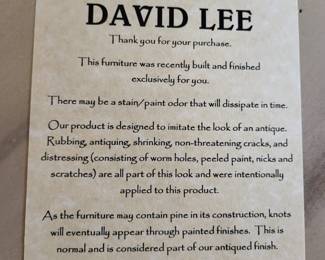 DAVID LEE
Thank you for your purchase.
This furniture was recently built and finished
exclusively for you.
There may be a stain/paint odor that will dissipate in time.
Our product is designed to imitate the look of an antique.
Rubbing, antiquing, shrinking, non-threatening cracks, and
distressing (consisting of worm holes, peeled paint, nicks and
scratches) are all part of this look and were intentionally
applied to this product.
As the furniture may contain pine in its construction, knots
will eventually appear through painted finishes. This is
normal and is considered part of our antiqued finish.